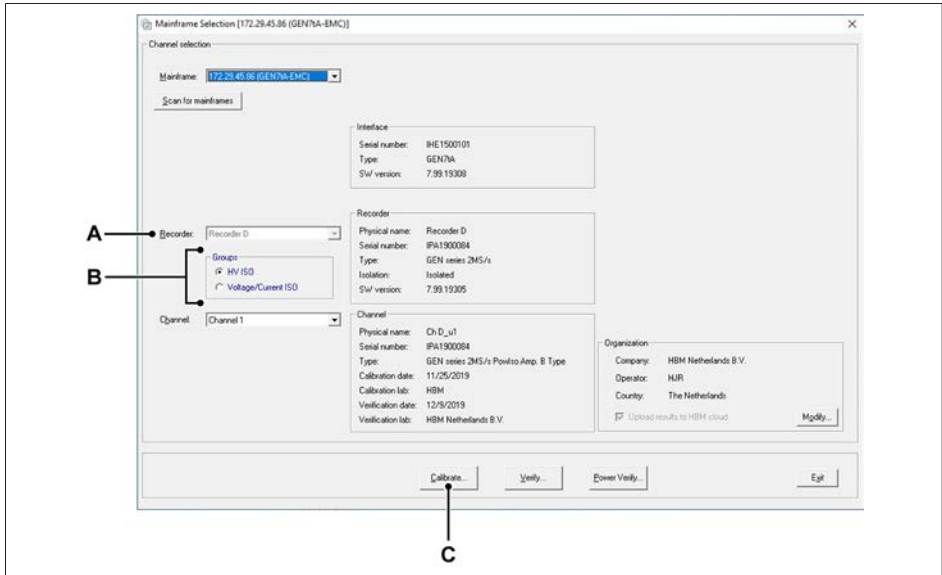 Mainframe Selection [172.29.45.86 (GEN7tA-EMC)]
Channel selection
Mainframe: 172.29.45.86 (GEN7tA-EMC)
Scan for mainframes
Interface
Serial number: IHE1500101
Type: GEN7tA
SW version: 7.99.19308
A
Recorder: Recorder D
B
Groups
HV ISO
Voltage/Current ISO
Recorder
Physical name: Recorder D
Serial number: IPA1900084
Type: GEN series 2MS/s
Isolation: Isolated
SW version: 7.99.19305
Channel: Channel 1
Channel
Physical name: Ch D_u1
Serial number: IPA1900084
Type: GEN series 2MS/s PowIso Amp. B Type
Calibration date: 11/25/2019
Calibration lab: HBM
Verification date: 12/9/2019
Verification lab: HBM Netherlands B.V.
Organization
Company: HBM Netherlands B.V.
Operator: HJR
Country: The Netherlands
Upload results to HBM cloud
Modify...
Calibrate...
Verify...
Power Verify...
Exit
C